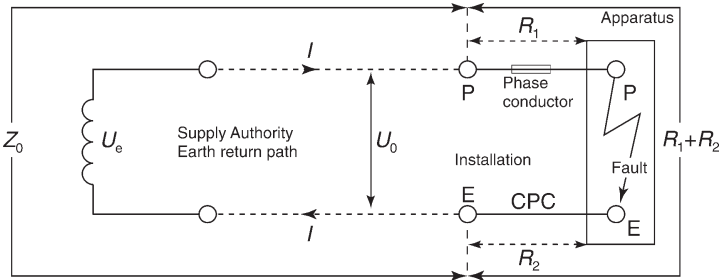 Apparatus
R1
I
P
Phase
conductor
P
Z0
Ue
Supply Authority
Earth return path
U0
R1+R2
Installation
Fault
E
CPC
E
I
R2